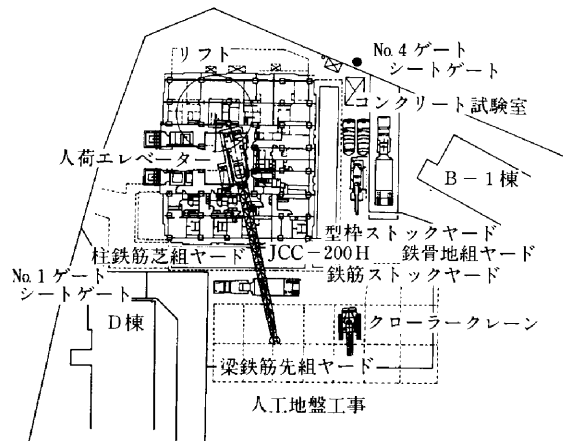 リフト
No.4 ゲート
シートゲート
コンクリート試験室
人荷エレベーター
B－1棟
型枠ストックヤード
柱鉄筋芝組ヤード
JCC－200H
鉄骨地組ヤード
No.1 ゲート
シートゲート
鉄筋ストックヤード
D棟
クローラークレーン
梁鉄筋先組ヤード
人工地盤工事